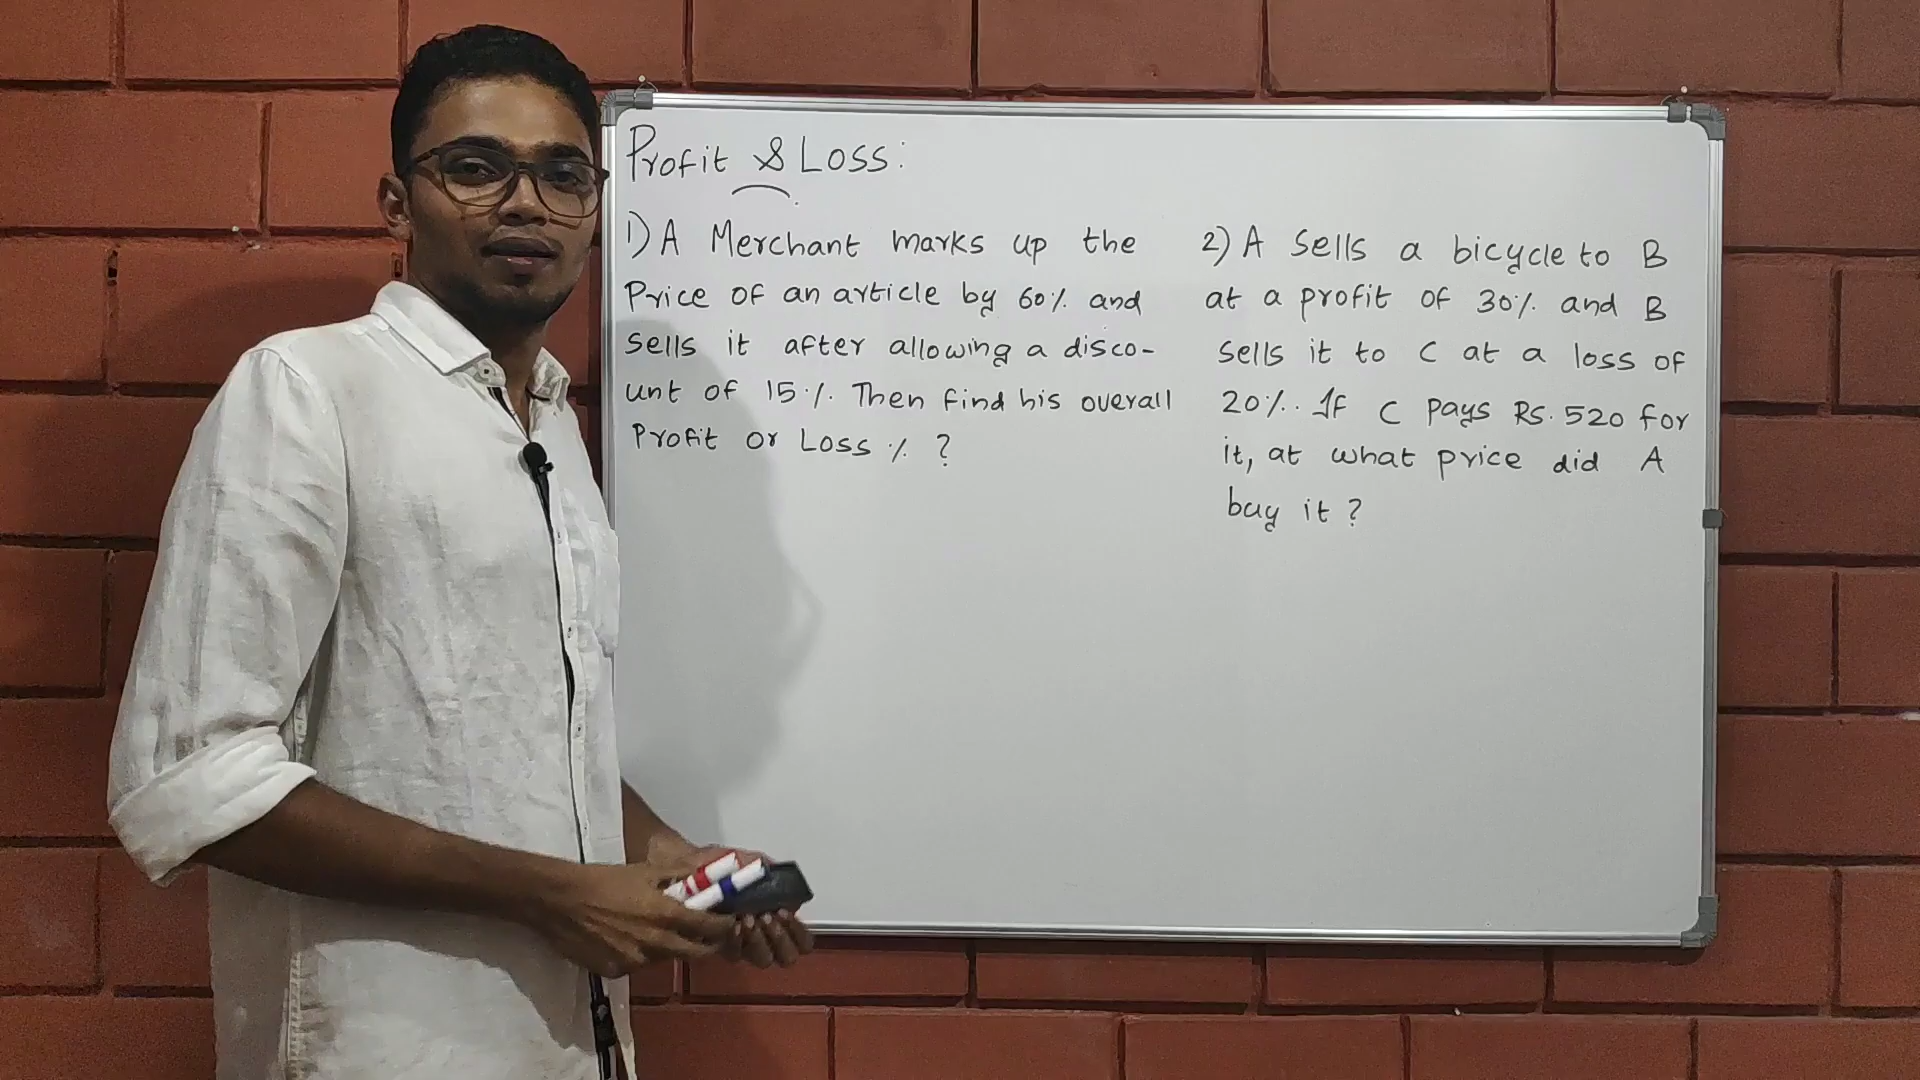 Profit & Loss:
1) A Merchant marks up the
Price of an article by 60% and
sells it after allowing a disco-
unt of 15%. Then find his overall
Profit or Loss % ?
2) A sells a bicycle to B
at a profit of 30% and B
sells it to C at a loss of
20%. If C pays Rs. 520 for
it, at what price did A
buy it ?